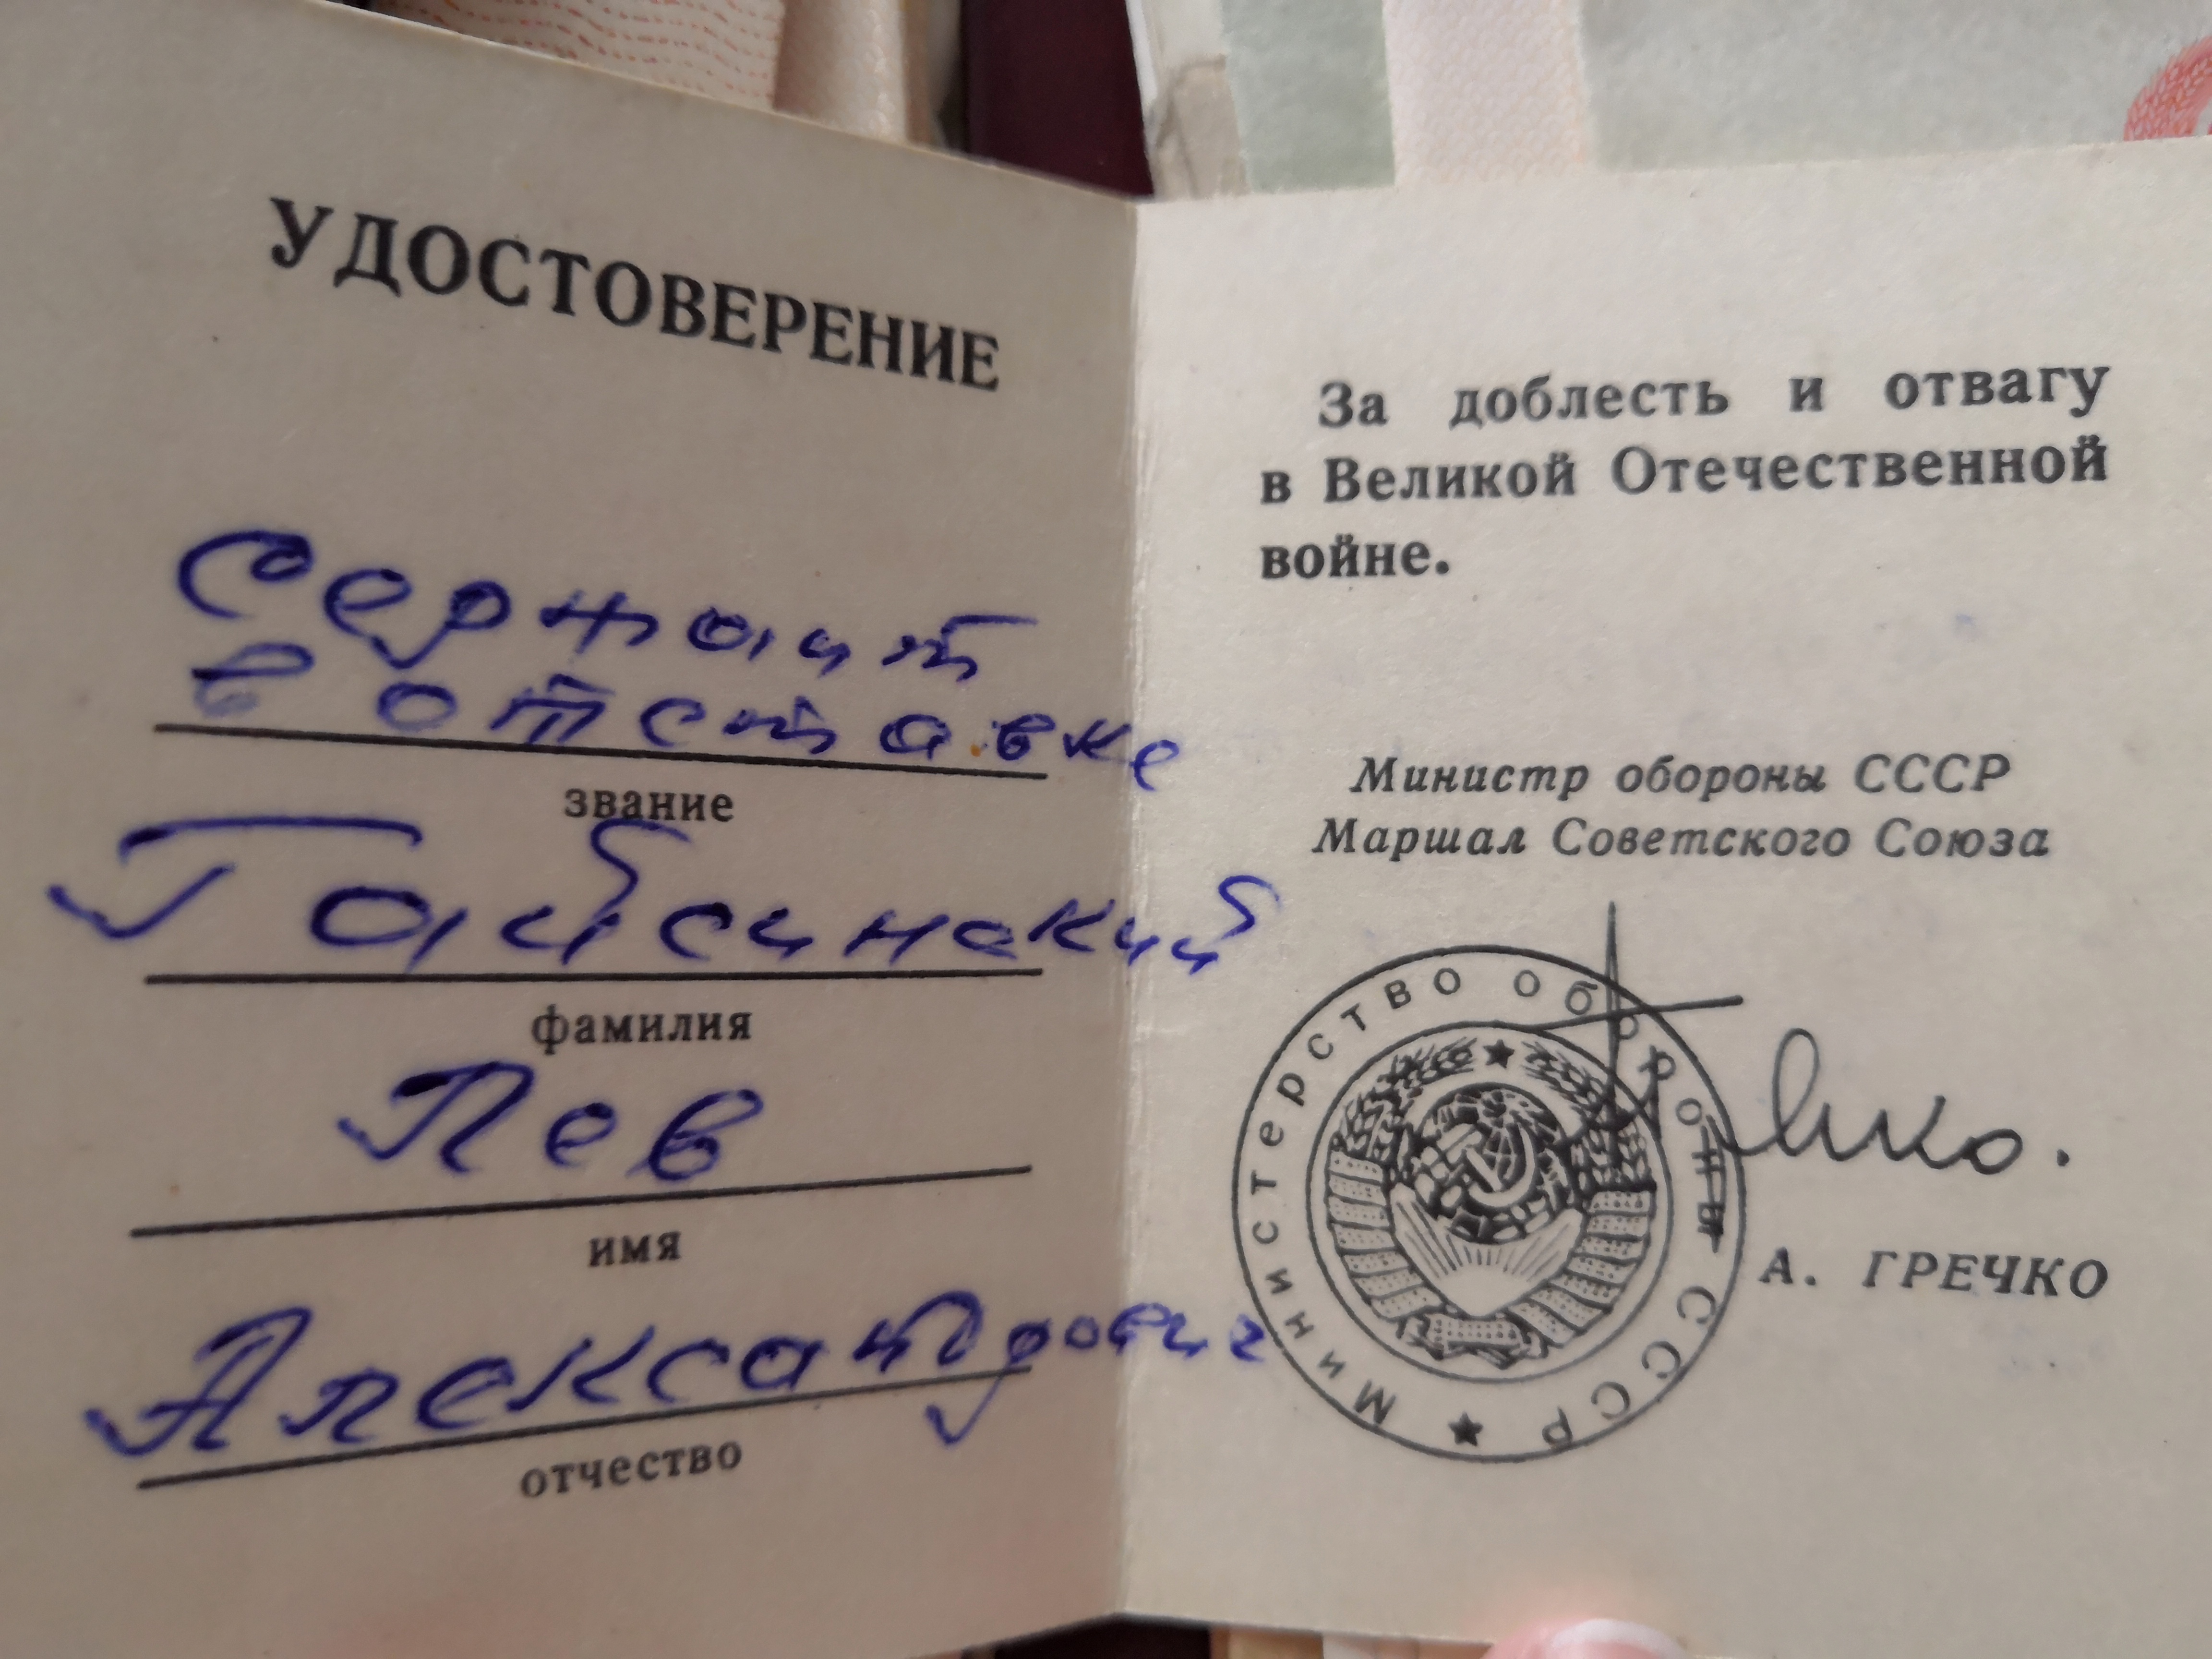 УДОСТОВЕРЕНИЕ
Сержант
в отставке
звание
Гайсинский
фамилия
Лев
имя
Александрович
отчество
За доблесть и отвагу
в Великой Отечественной
войне.
Министр обороны СССР
Маршал Советского Союза
Министерство обороны СССР
А. ГРЕЧКО